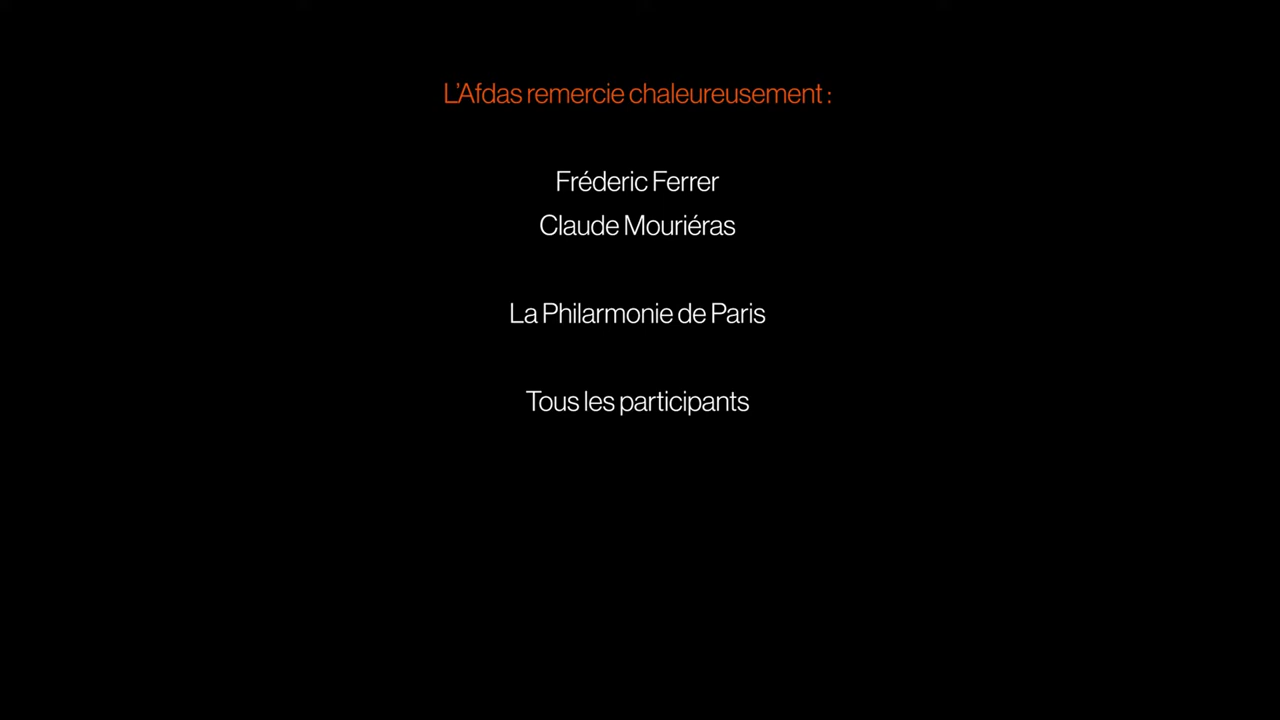 L’Afdas remercie chaleureusement :
Fréderic Ferrer
Claude Mouriéras
La Philarmonie de Paris
Tous les participants